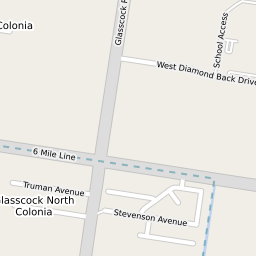 Colonia
Glasscock R
School Access
West Diamond Back Drive
6 Mile Line
Truman Avenue
Glasscock North
Colonia
Stevenson Avenue